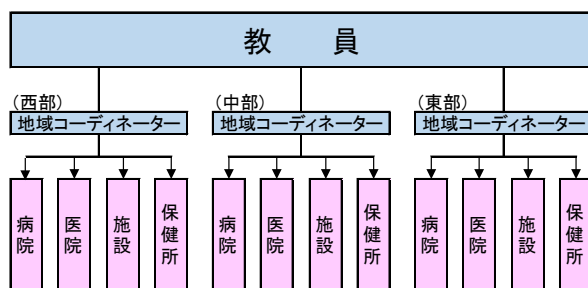 教　員
(西部)
地域コーディネーター
(中部)
地域コーディネーター
(東部)
地域コーディネーター
病院
医院
施設
保健所
病院
医院
施設
保健所
病院
医院
施設
保健所